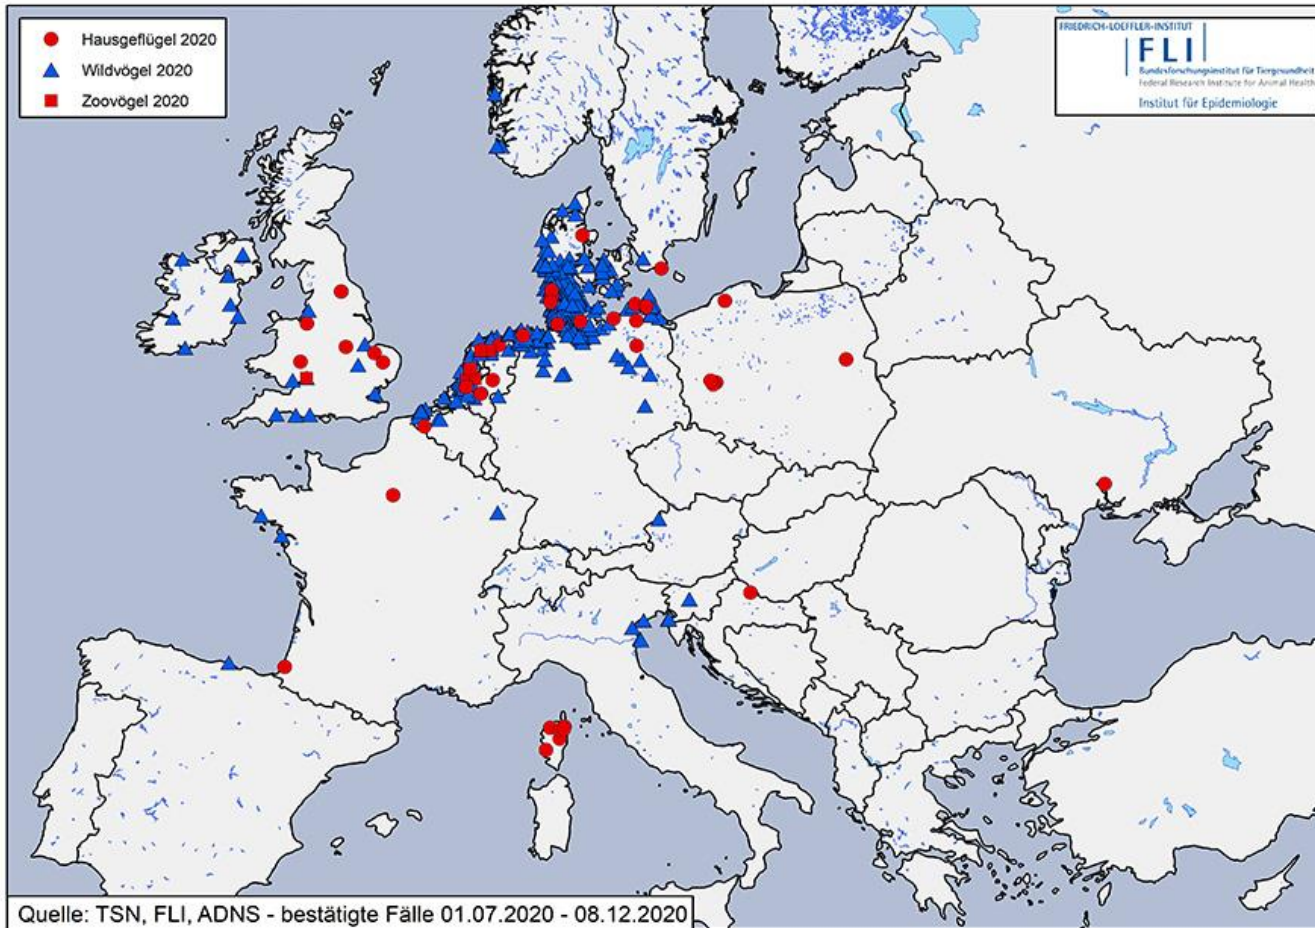 Hausgeflügel 2020
Wildvögel 2020
Zoovögel 2020
FRIEDRICH-LOEFFLER-INSTITUT
FLI
Bundesforschungsinstitut für Tiergesundheit
Federal Research Institute for Animal Health
Institut für Epidemiologie
Quelle: TSN, FLI, ADNS - bestätigte Fälle 01.07.2020 - 08.12.2020